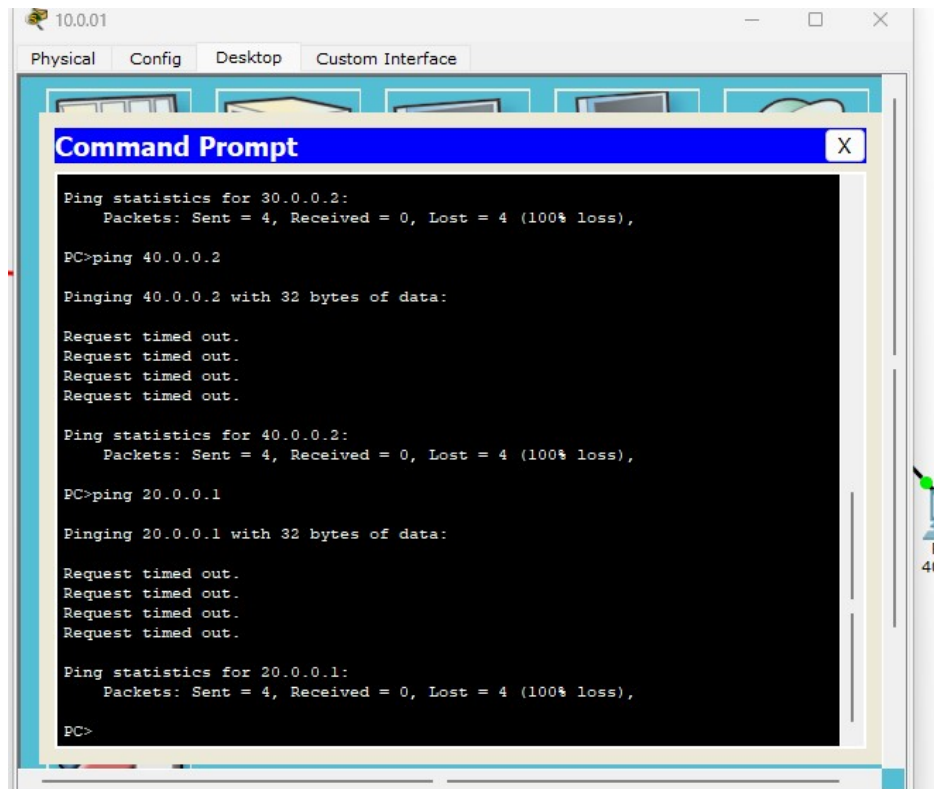 10.0.01
Physical Config Desktop Custom Interface
Command Prompt X
Ping statistics for 30.0.0.2:
Packets: Sent = 4, Received = 0, Lost = 4 (100% loss),
PC>ping 40.0.0.2
Pinging 40.0.0.2 with 32 bytes of data:
Request timed out.
Request timed out.
Request timed out.
Request timed out.
Ping statistics for 40.0.0.2:
Packets: Sent = 4, Received = 0, Lost = 4 (100% loss),
PC>ping 20.0.0.1
Pinging 20.0.0.1 with 32 bytes of data:
Request timed out.
Request timed out.
Request timed out.
Request timed out.
Ping statistics for 20.0.0.1:
Packets: Sent = 4, Received = 0, Lost = 4 (100% loss),
PC>